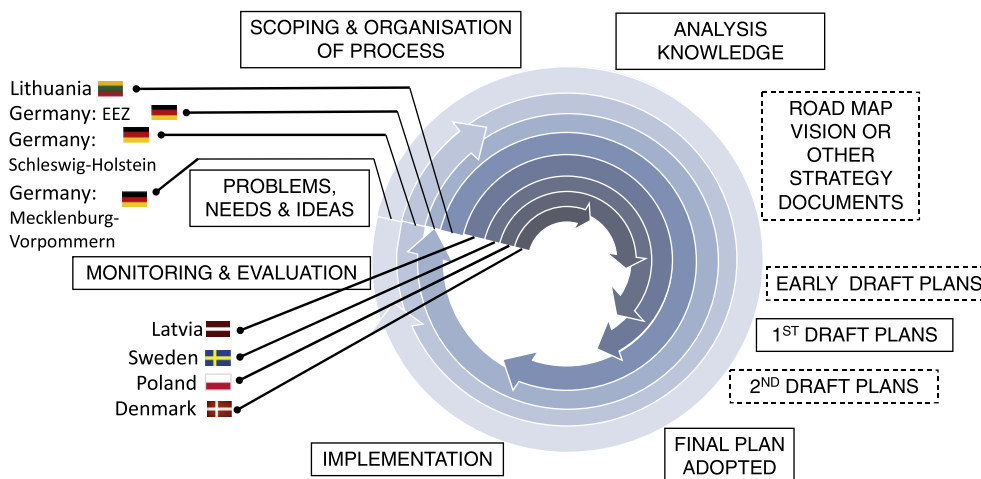 SCOPING & ORGANISATION
OF PROCESS
ANALYSIS
KNOWLEDGE
Lithuania
Germany: EEZ
Germany:
Schleswig-Holstein
Germany:
Mecklenburg-
Vorpommern
PROBLEMS,
NEEDS & IDEAS
ROAD MAP
VISION OR
OTHER
STRATEGY
DOCUMENTS
MONITORING & EVALUATION
EARLY DRAFT PLANS
Latvia
Sweden
Poland
Denmark
1ST DRAFT PLANS
2ND DRAFT PLANS
IMPLEMENTATION
FINAL PLAN
ADOPTED